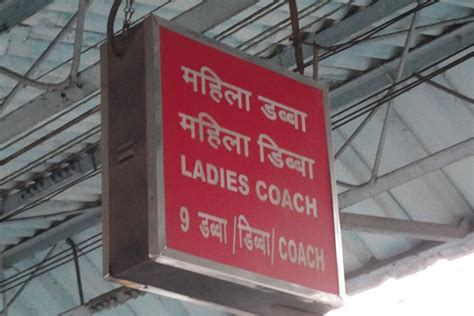 महिला डब्बा
महिला डिब्बा
LADIES COACH
9 डब्बा/डिब्बा/COACH